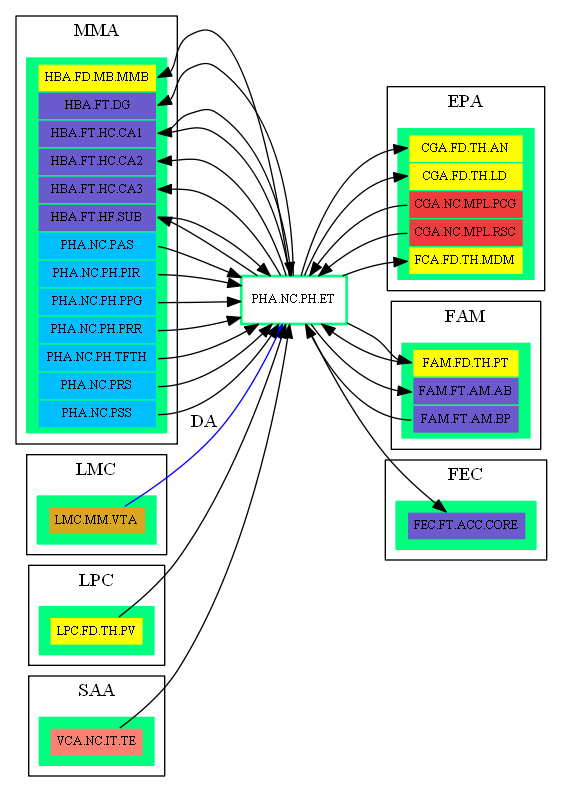 MMA
HBA.FD.MB.MMB
HBA.FT.DG
HBA.FT.HC.CA1
HBA.FT.HC.CA2
HBA.FT.HC.CA3
HBA.FT.HF.SUB
PHA.NC.PAS
PHA.NC.PH.PIR
PHA.NC.PH.PPG
PHA.NC.PH.PRR
PHA.NC.PH.TFTH
PHA.NC.PRS
PHA.NC.PSS
LMC
LMC.MM.VTA
LPC
LPC.FD.TH.PV
SAA
VCA.NC.IT.TE
DA
PHA.NC.PH.ET
EPA
CGA.FD.TH.AN
CGA.FD.TH.LD
CGA.NC.MPL.PCG
CGA.NC.MPL.RSC
FCA.FD.TH.MDM
FAM
FAM.FD.TH.PT
FAM.FT.AM.AB
FAM.FT.AM.BP
FEC
FEC.FT.ACC.CORE